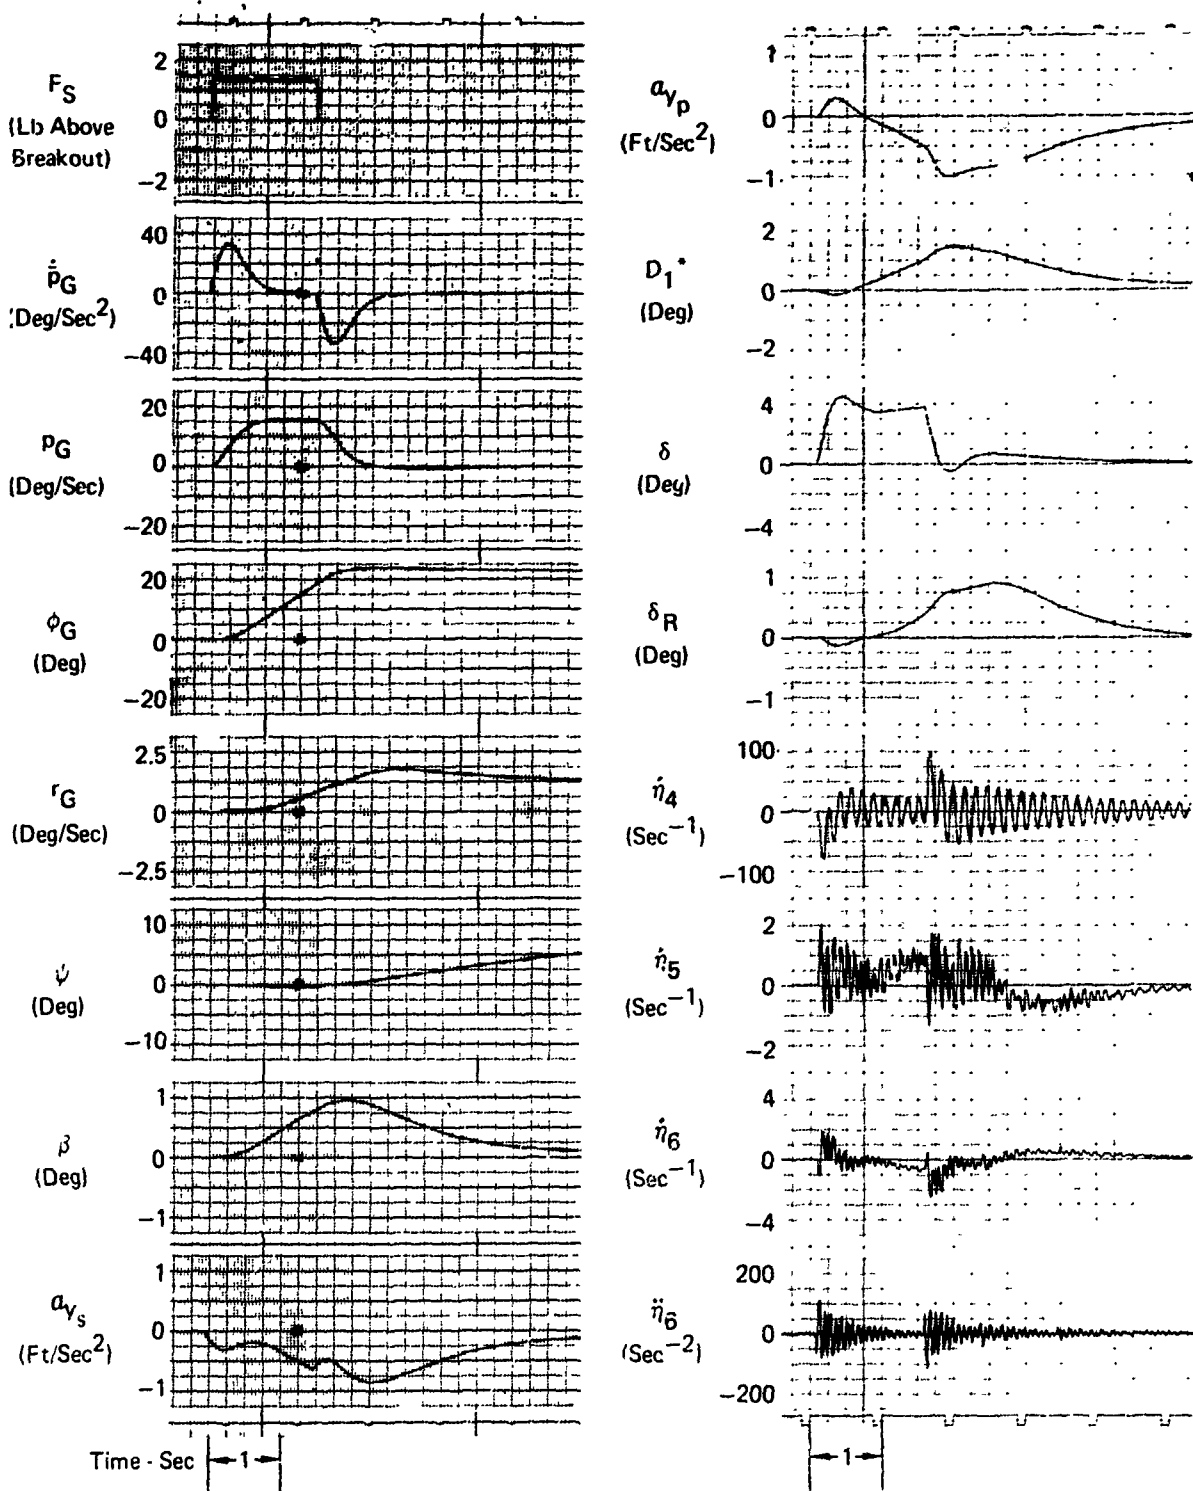 2
F_S
0
(Lb Above
Breakout)
−2
40
ṗ_G
0
(Deg/Sec²)
−40
20
p_G
0
(Deg/Sec)
−20
20
ϕ_G
0
(Deg)
−20
2.5
r_G
0
(Deg/Sec)
−2.5
10
ψ
0
(Deg)
−10
1
β
0
(Deg)
−1
1
a_y_s
0
(Ft/Sec²)
−1
Time - Sec
1
1
a_y_p
0
(Ft/Sec²)
−1
2
D_1*
0
(Deg)
−2
4
δ
0
(Deg)
−4
1
δ_R
0
(Deg)
−1
100
η̇_4
0
(Sec⁻¹)
−100
2
η̇_5
0
(Sec⁻¹)
−2
4
η̇_6
0
(Sec⁻¹)
−4
200
η̈_6
0
(Sec⁻²)
−200
1